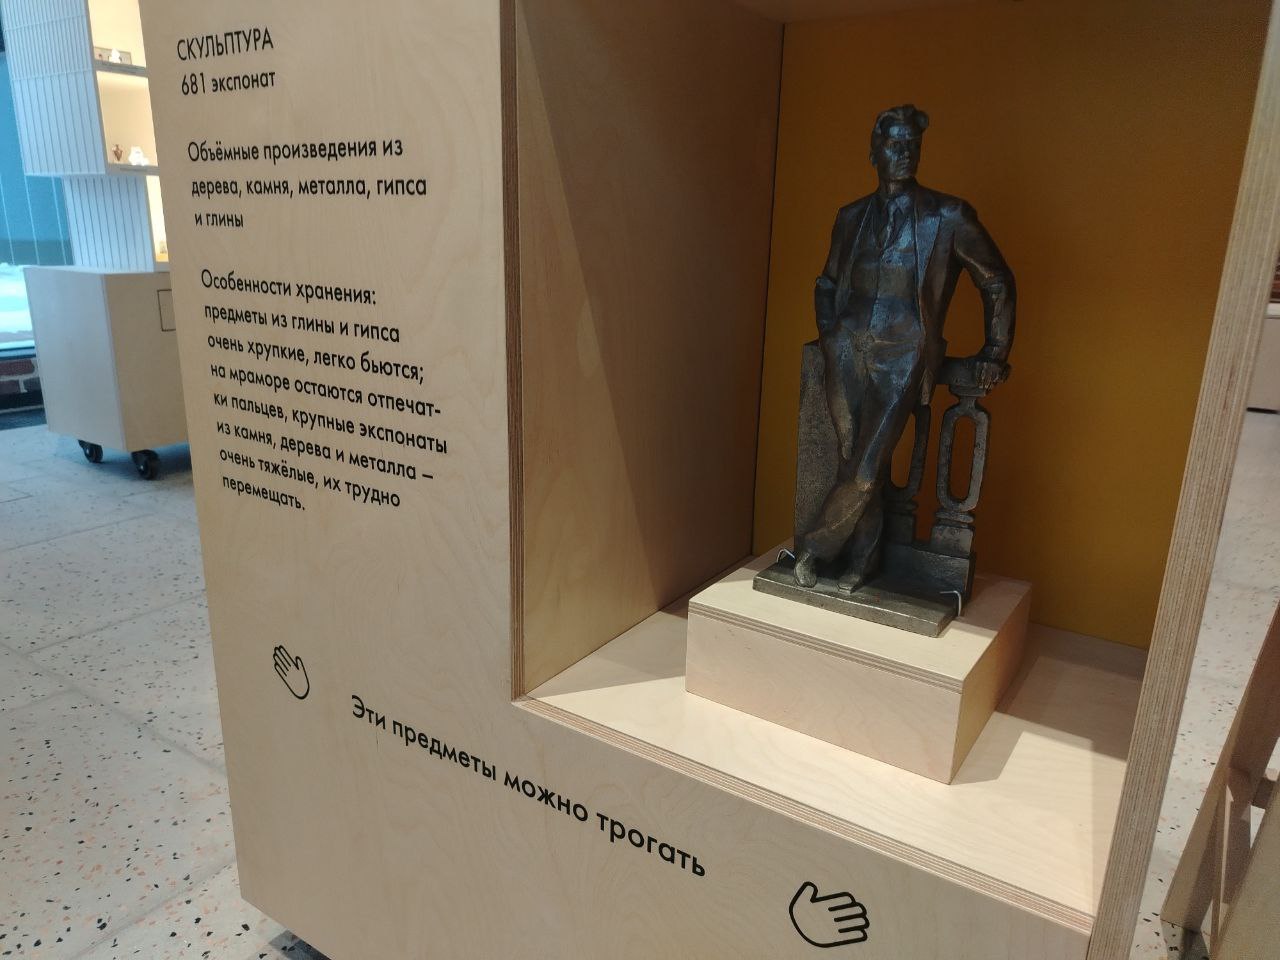 СКУЛЬПТУРА
681 экспонат
Объёмные произведения из
дерева, камня, металла, гипса
и глины
Особенности хранения:
предметы из глины и гипса
очень хрупкие, легко бьются;
на мраморе остаются отпечат-
ки пальцев, крупные экспонаты
из камня, дерева и металла –
очень тяжёлые, их трудно
перемещать.
Эти предметы можно трогать